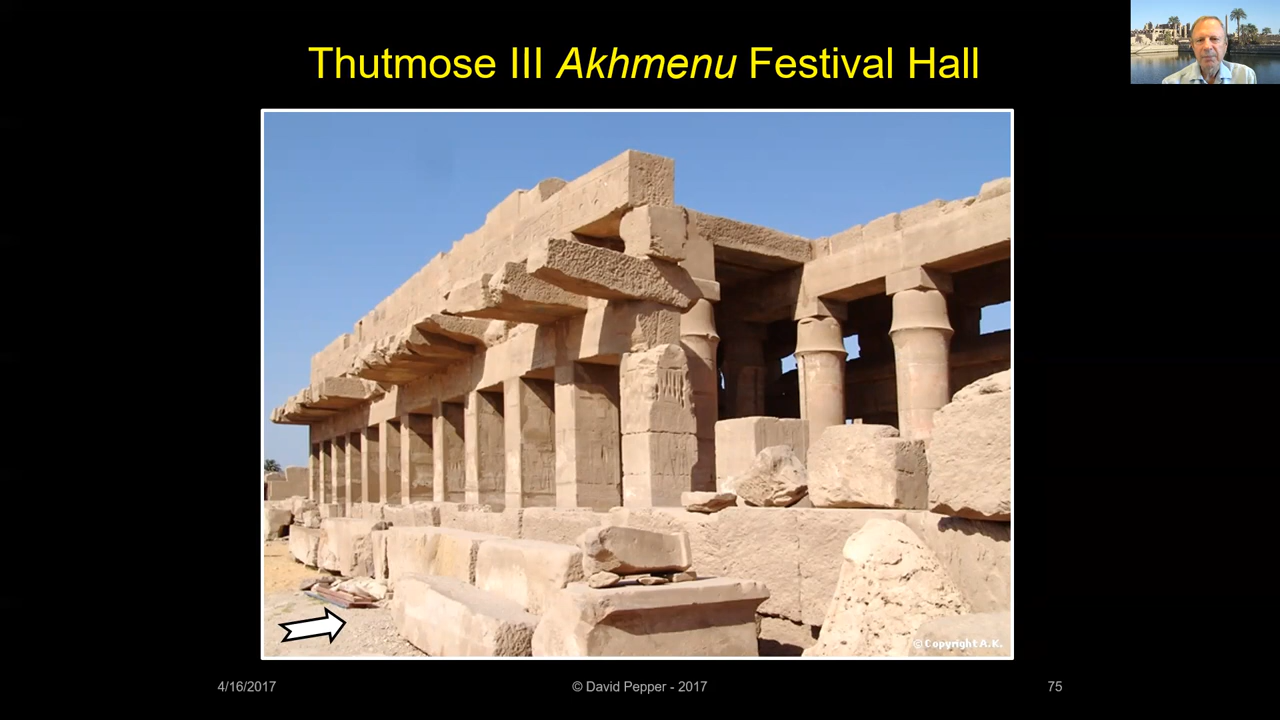 Thutmose III Akhmenu Festival Hall
© Copyright A.K.
4/16/2017
© David Pepper - 2017
75